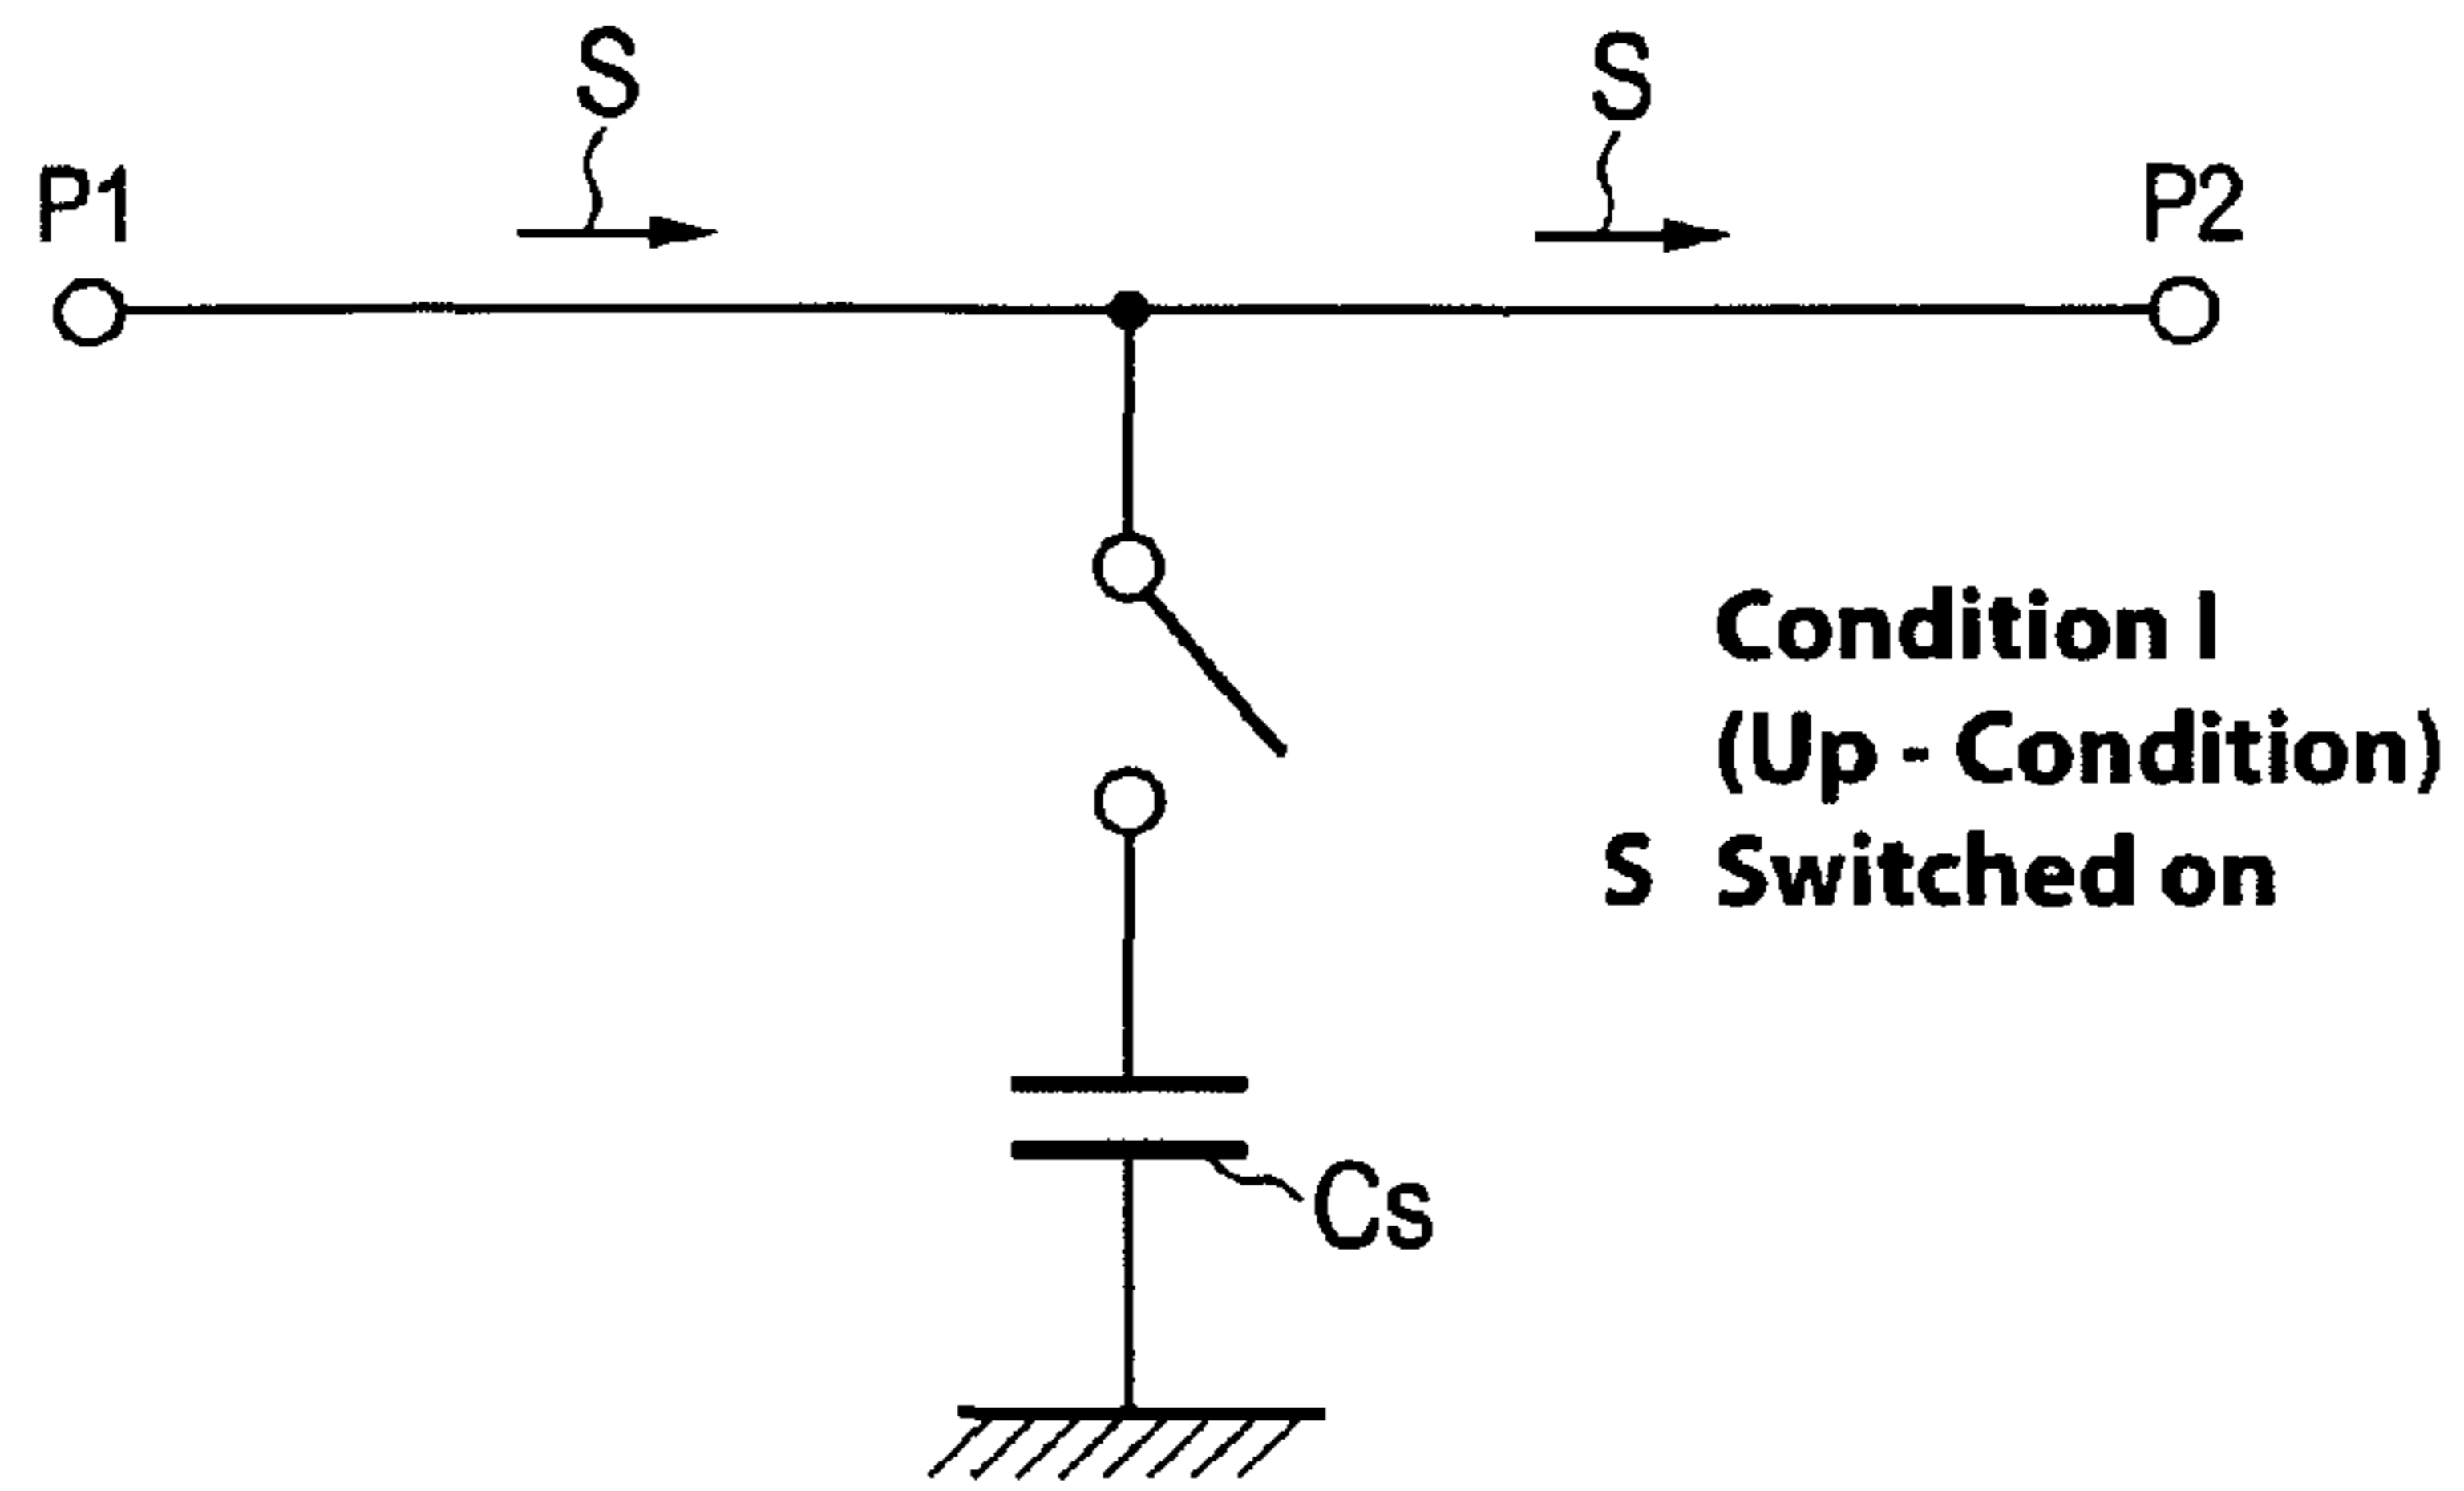 S
S
P1
P2
Condition I
(Up - Condition)
S Switched on
Cs